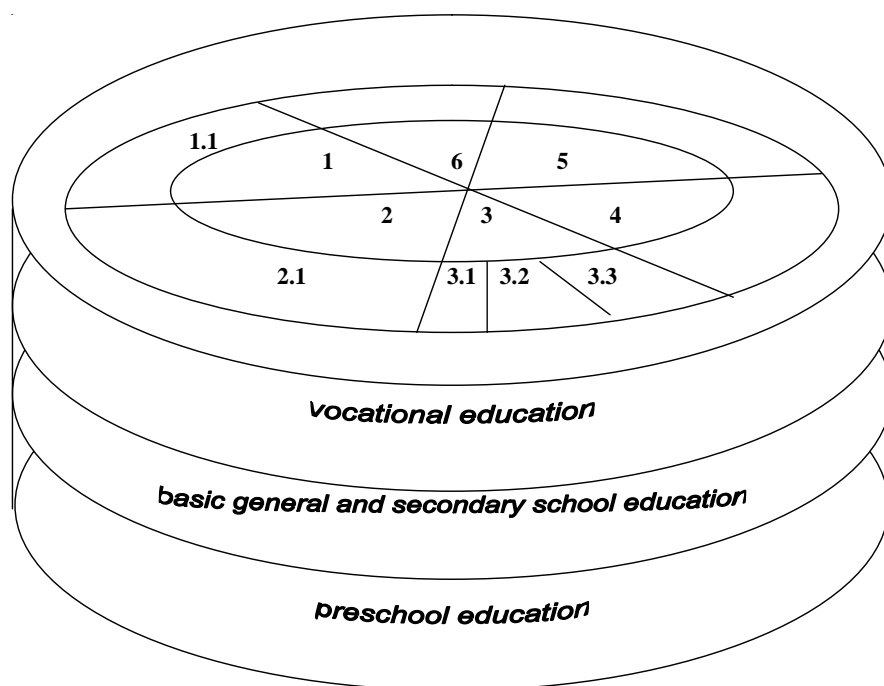 1.1
1 6 5
2 3 4
2.1 3.1 3.2 3.3
vocational education
basic general and secondary school education
preschool education